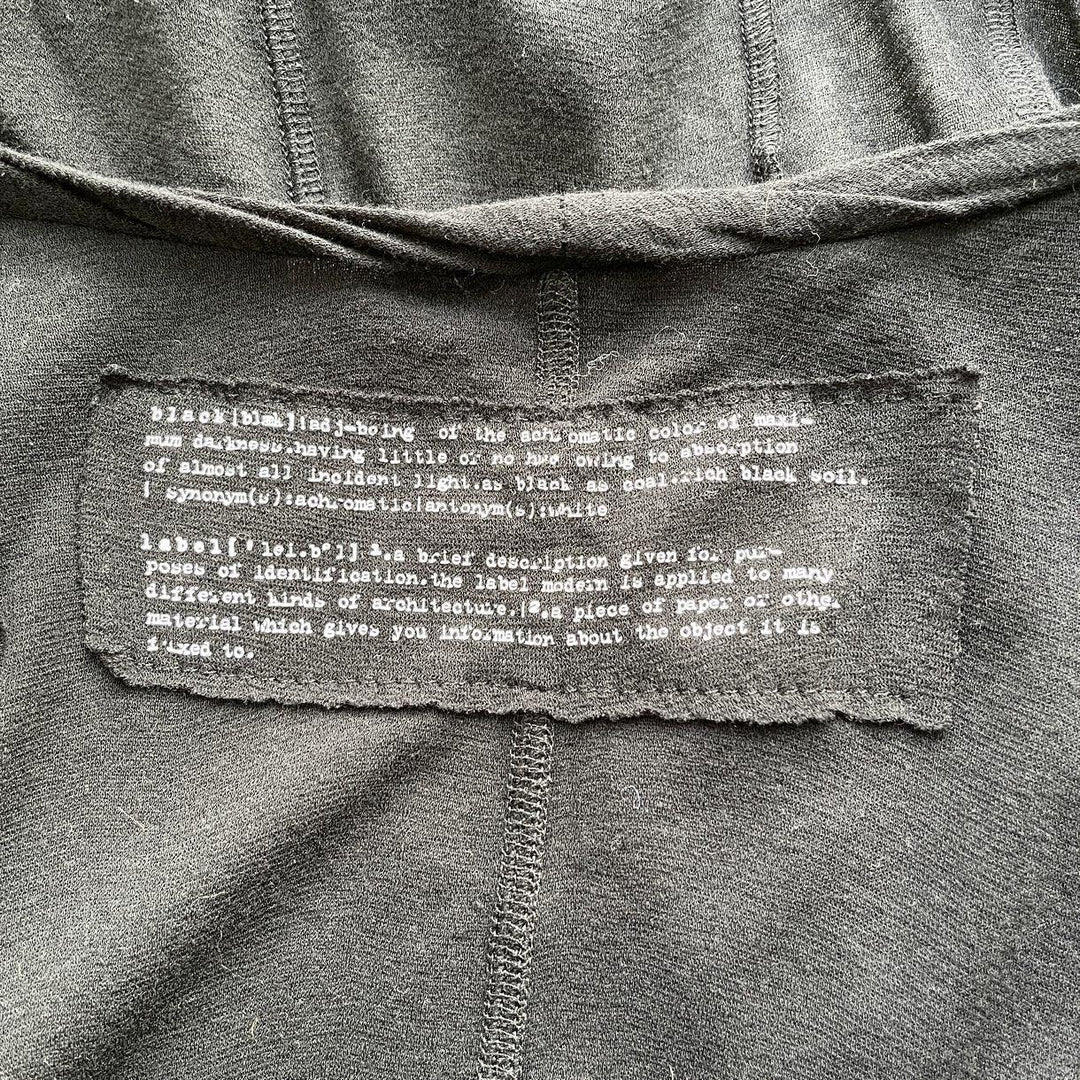 black|blæk]|adj-being of the achromatic color of maxi-
mum darkness.having little or no hue owing to absorption
of almost all incident light.as black as coal.rich black soil.
| synonym(s):achromatic|antonym(s):white
label['lei.bᵊl].1.a brief description given for pur-
poses of identification.the label modern is applied to many
different kinds of architecture.|2.a piece of paper or other
material which gives you information about the object it is
fixed to.